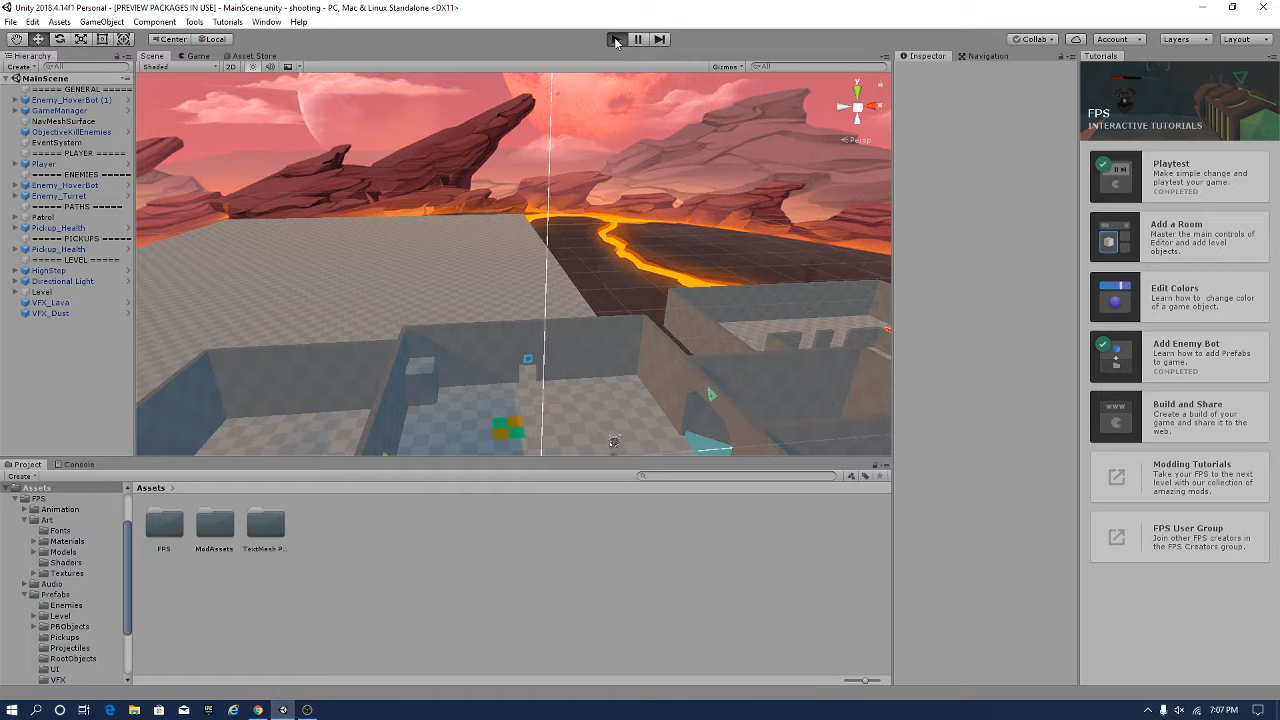 Unity 2018.4.14f1 Personal - [PREVIEW PACKAGES IN USE] - MainScene.unity - shooting - PC, Mac & Linux Standalone <DX11>
File Edit Assets GameObject Component Tools Tutorials Window Help
Center Local Collab Account Layers Layout
Hierarchy Scene Game Asset Store Inspector Navigation Tutorials
Create All Shaded 2D Gizmos All
MainScene
====== GENERAL ======
Enemy_HoverBot (1)
GameManager
NavMeshSurface
ObjectiveKillEnemies
EventSystem
====== PLAYER ======
Player
====== ENEMIES ======
Enemy_HoverBot
Enemy_Turret
====== PATHS ======
Patrol
Pickup_Health
====== PICKUPS ======
Pickup_Health
====== LEVEL ======
HighStep
Directional Light
Level
VFX_Lava
VFX_Dust
y
x
Persp
FPS
INTERACTIVE TUTORIALS
Playtest
Make simple change and
playtest your game.
COMPLETED
Add a Room
Master the main controls of
Editor and add level
objects.
Edit Colors
Learn how to change color
of a game object.
Add Enemy Bot
Learn how to add Prefabs
to game.
COMPLETED
WWW
Build and Share
Create a build of your
game and share it to the
web.
Modding Tutorials
Take your FPS to the next
level with our collection of
amazing mods.
FPS User Group
Join other FPS creators in
the FPS Creators group.
Project Console
Create
Assets
FPS
Animation
Art
Fonts
Materials
Models
Shaders
Textures
Audio
Prefabs
Enemies
Level
PBObjects
Pickups
Projectiles
RootObjects
UI
VFX
Assets
FPS ModAssets TextMesh P...
7:07 PM